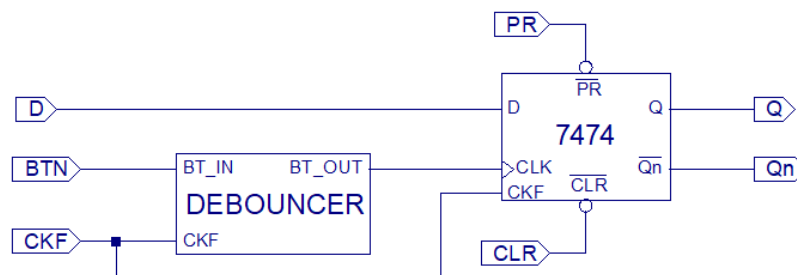 PR
PR
D
D
Q
Q
7474
BTN
BT_IN
BT_OUT
CLK
Qn
Qn
CKF
CLR
DEBOUNCER
CKF
CKF
CLR